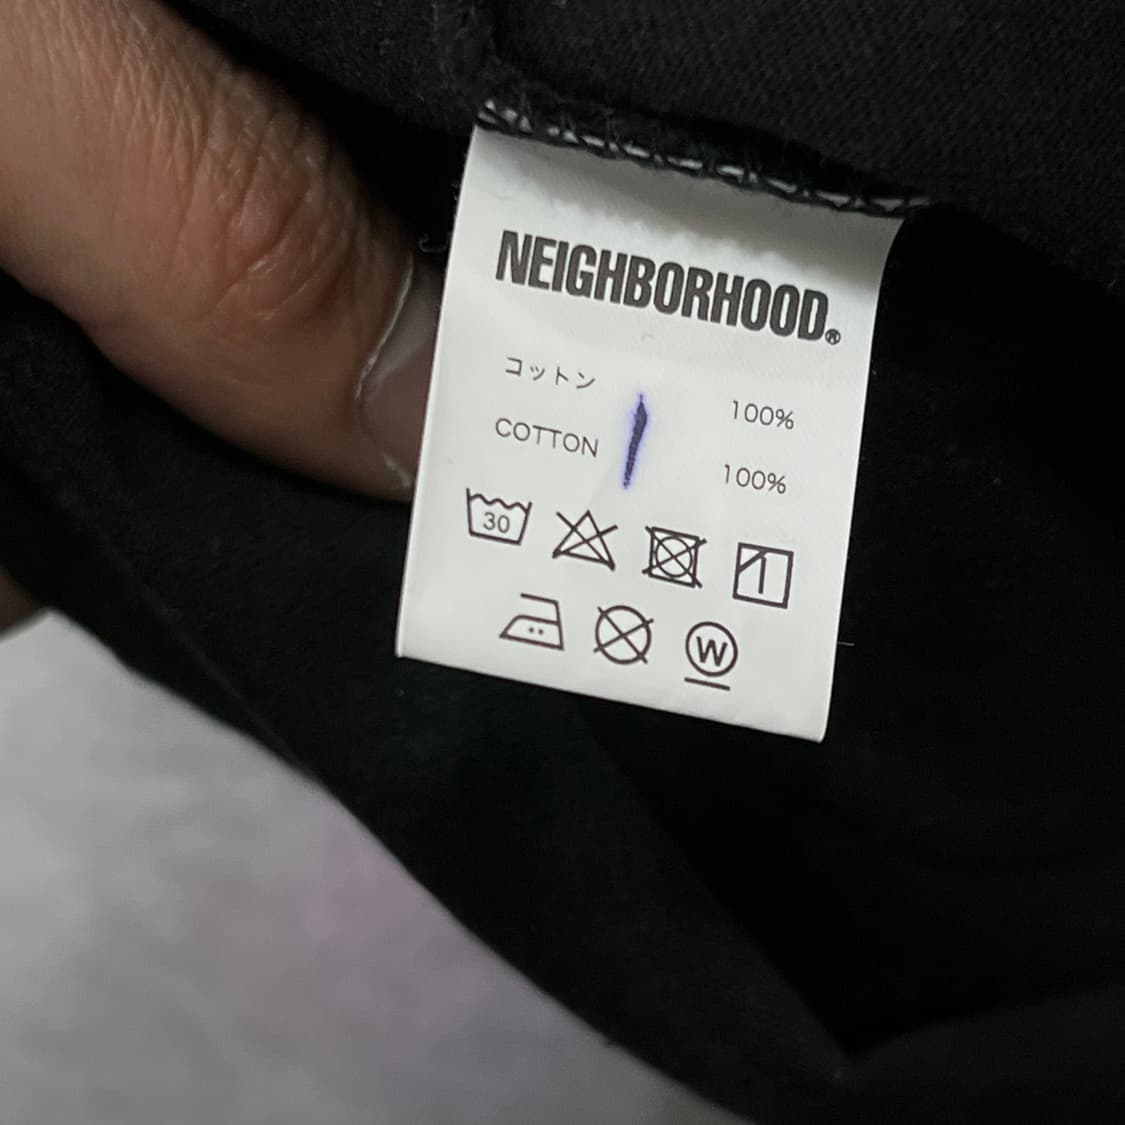 NEIGHBORHOOD®
コットン 100%
COTTON 100%
30
W